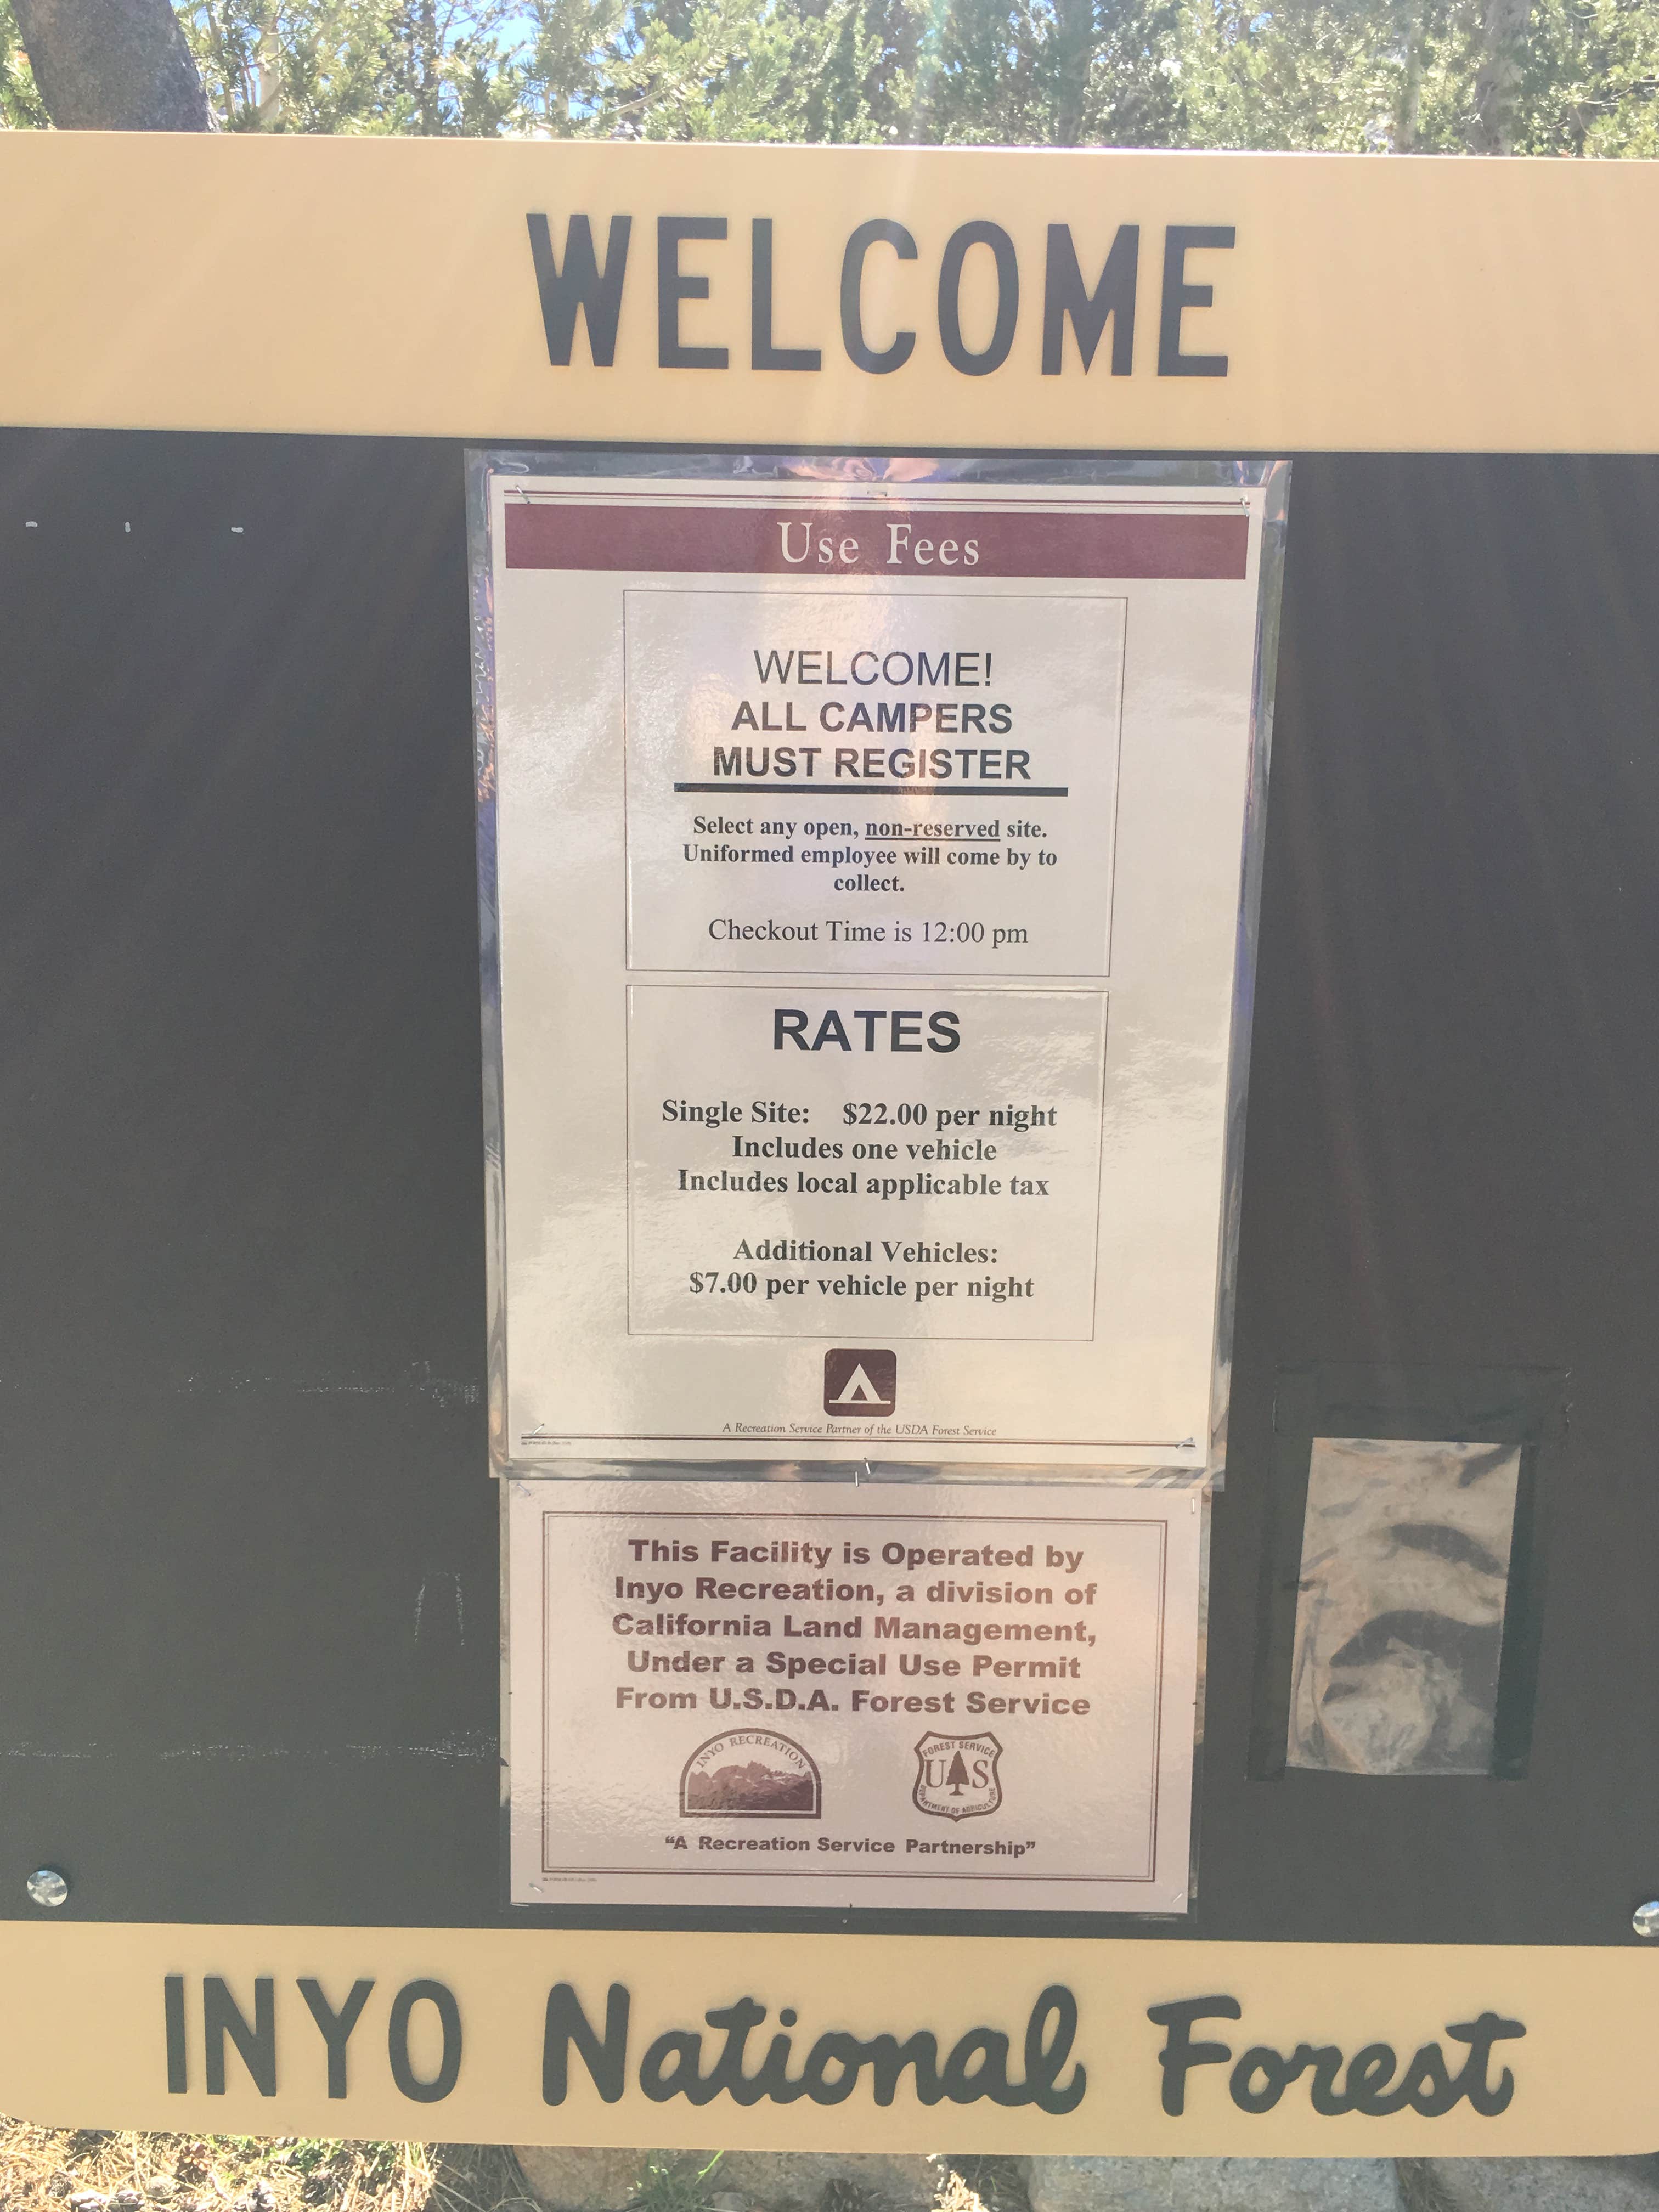 WELCOME
Use Fees
WELCOME!
ALL CAMPERS
MUST REGISTER
Select any open, non-reserved site.
Uniformed employee will come by to
collect.
Checkout Time is 12:00 pm
RATES
Single Site: $22.00 per night
Includes one vehicle
Includes local applicable tax
Additional Vehicles:
$7.00 per vehicle per night
A Recreation Service Partner of the USDA Forest Service
This Facility is Operated by
Inyo Recreation, a division of
California Land Management,
Under a Special Use Permit
From U.S.D.A. Forest Service
INYO RECREATION
FOREST SERVICE
U S
DEPARTMENT OF AGRICULTURE
"A Recreation Service Partnership"
INYO National Forest